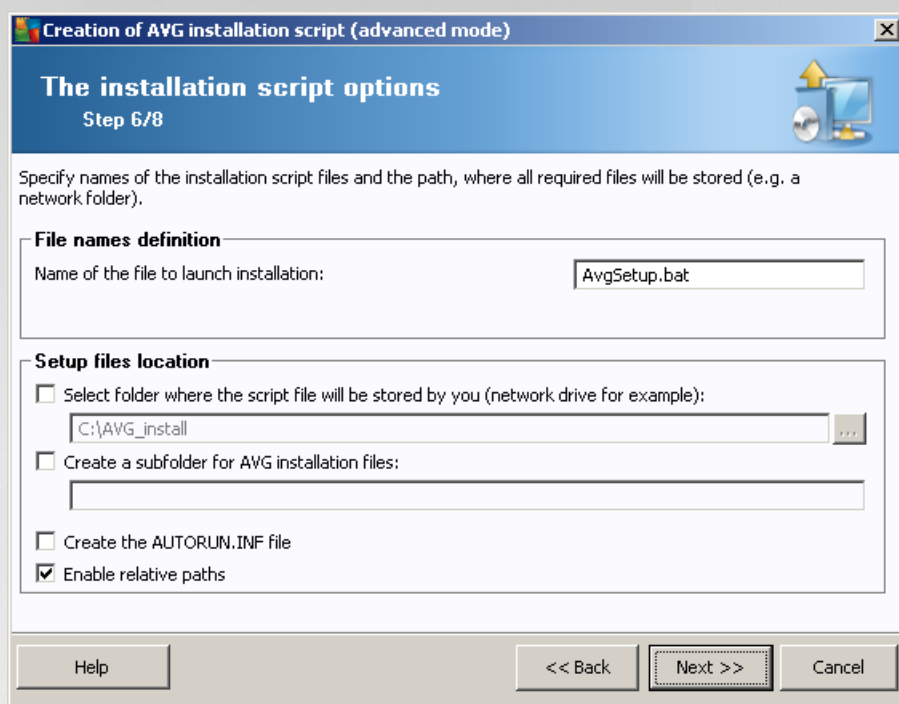 Creation of AVG installation script (advanced mode)
The installation script options
Step 6/8
Specify names of the installation script files and the path, where all required files will be stored (e.g. a
network folder).
File names definition
Name of the file to launch installation:
AvgSetup.bat
Setup files location
Select folder where the script file will be stored by you (network drive for example):
C:\AVG_install
...
Create a subfolder for AVG installation files:
Create the AUTORUN.INF file
Enable relative paths
Help
<< Back
Next >>
Cancel